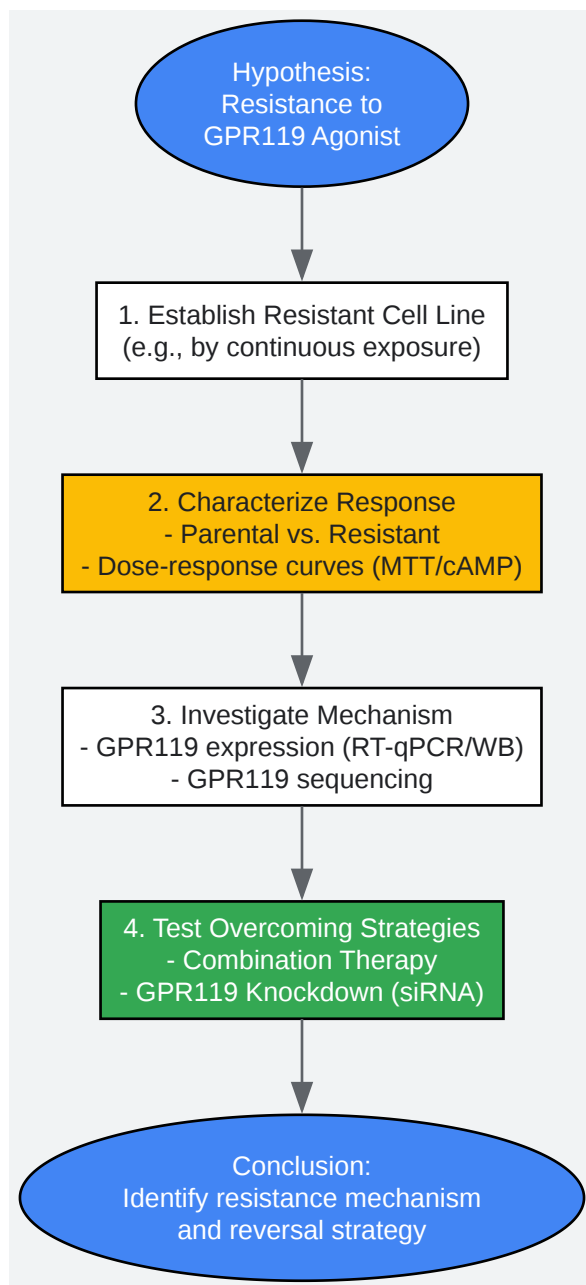 Hypothesis:
Resistance to
GPR119 Agonist
1. Establish Resistant Cell Line
(e.g., by continuous exposure)
2. Characterize Response
- Parental vs. Resistant
- Dose-response curves (MTT/cAMP)
3. Investigate Mechanism
- GPR119 expression (RT-qPCR/WB)
- GPR119 sequencing
4. Test Overcoming Strategies
- Combination Therapy
- GPR119 Knockdown (siRNA)
Conclusion:
Identify resistance mechanism
and reversal strategy